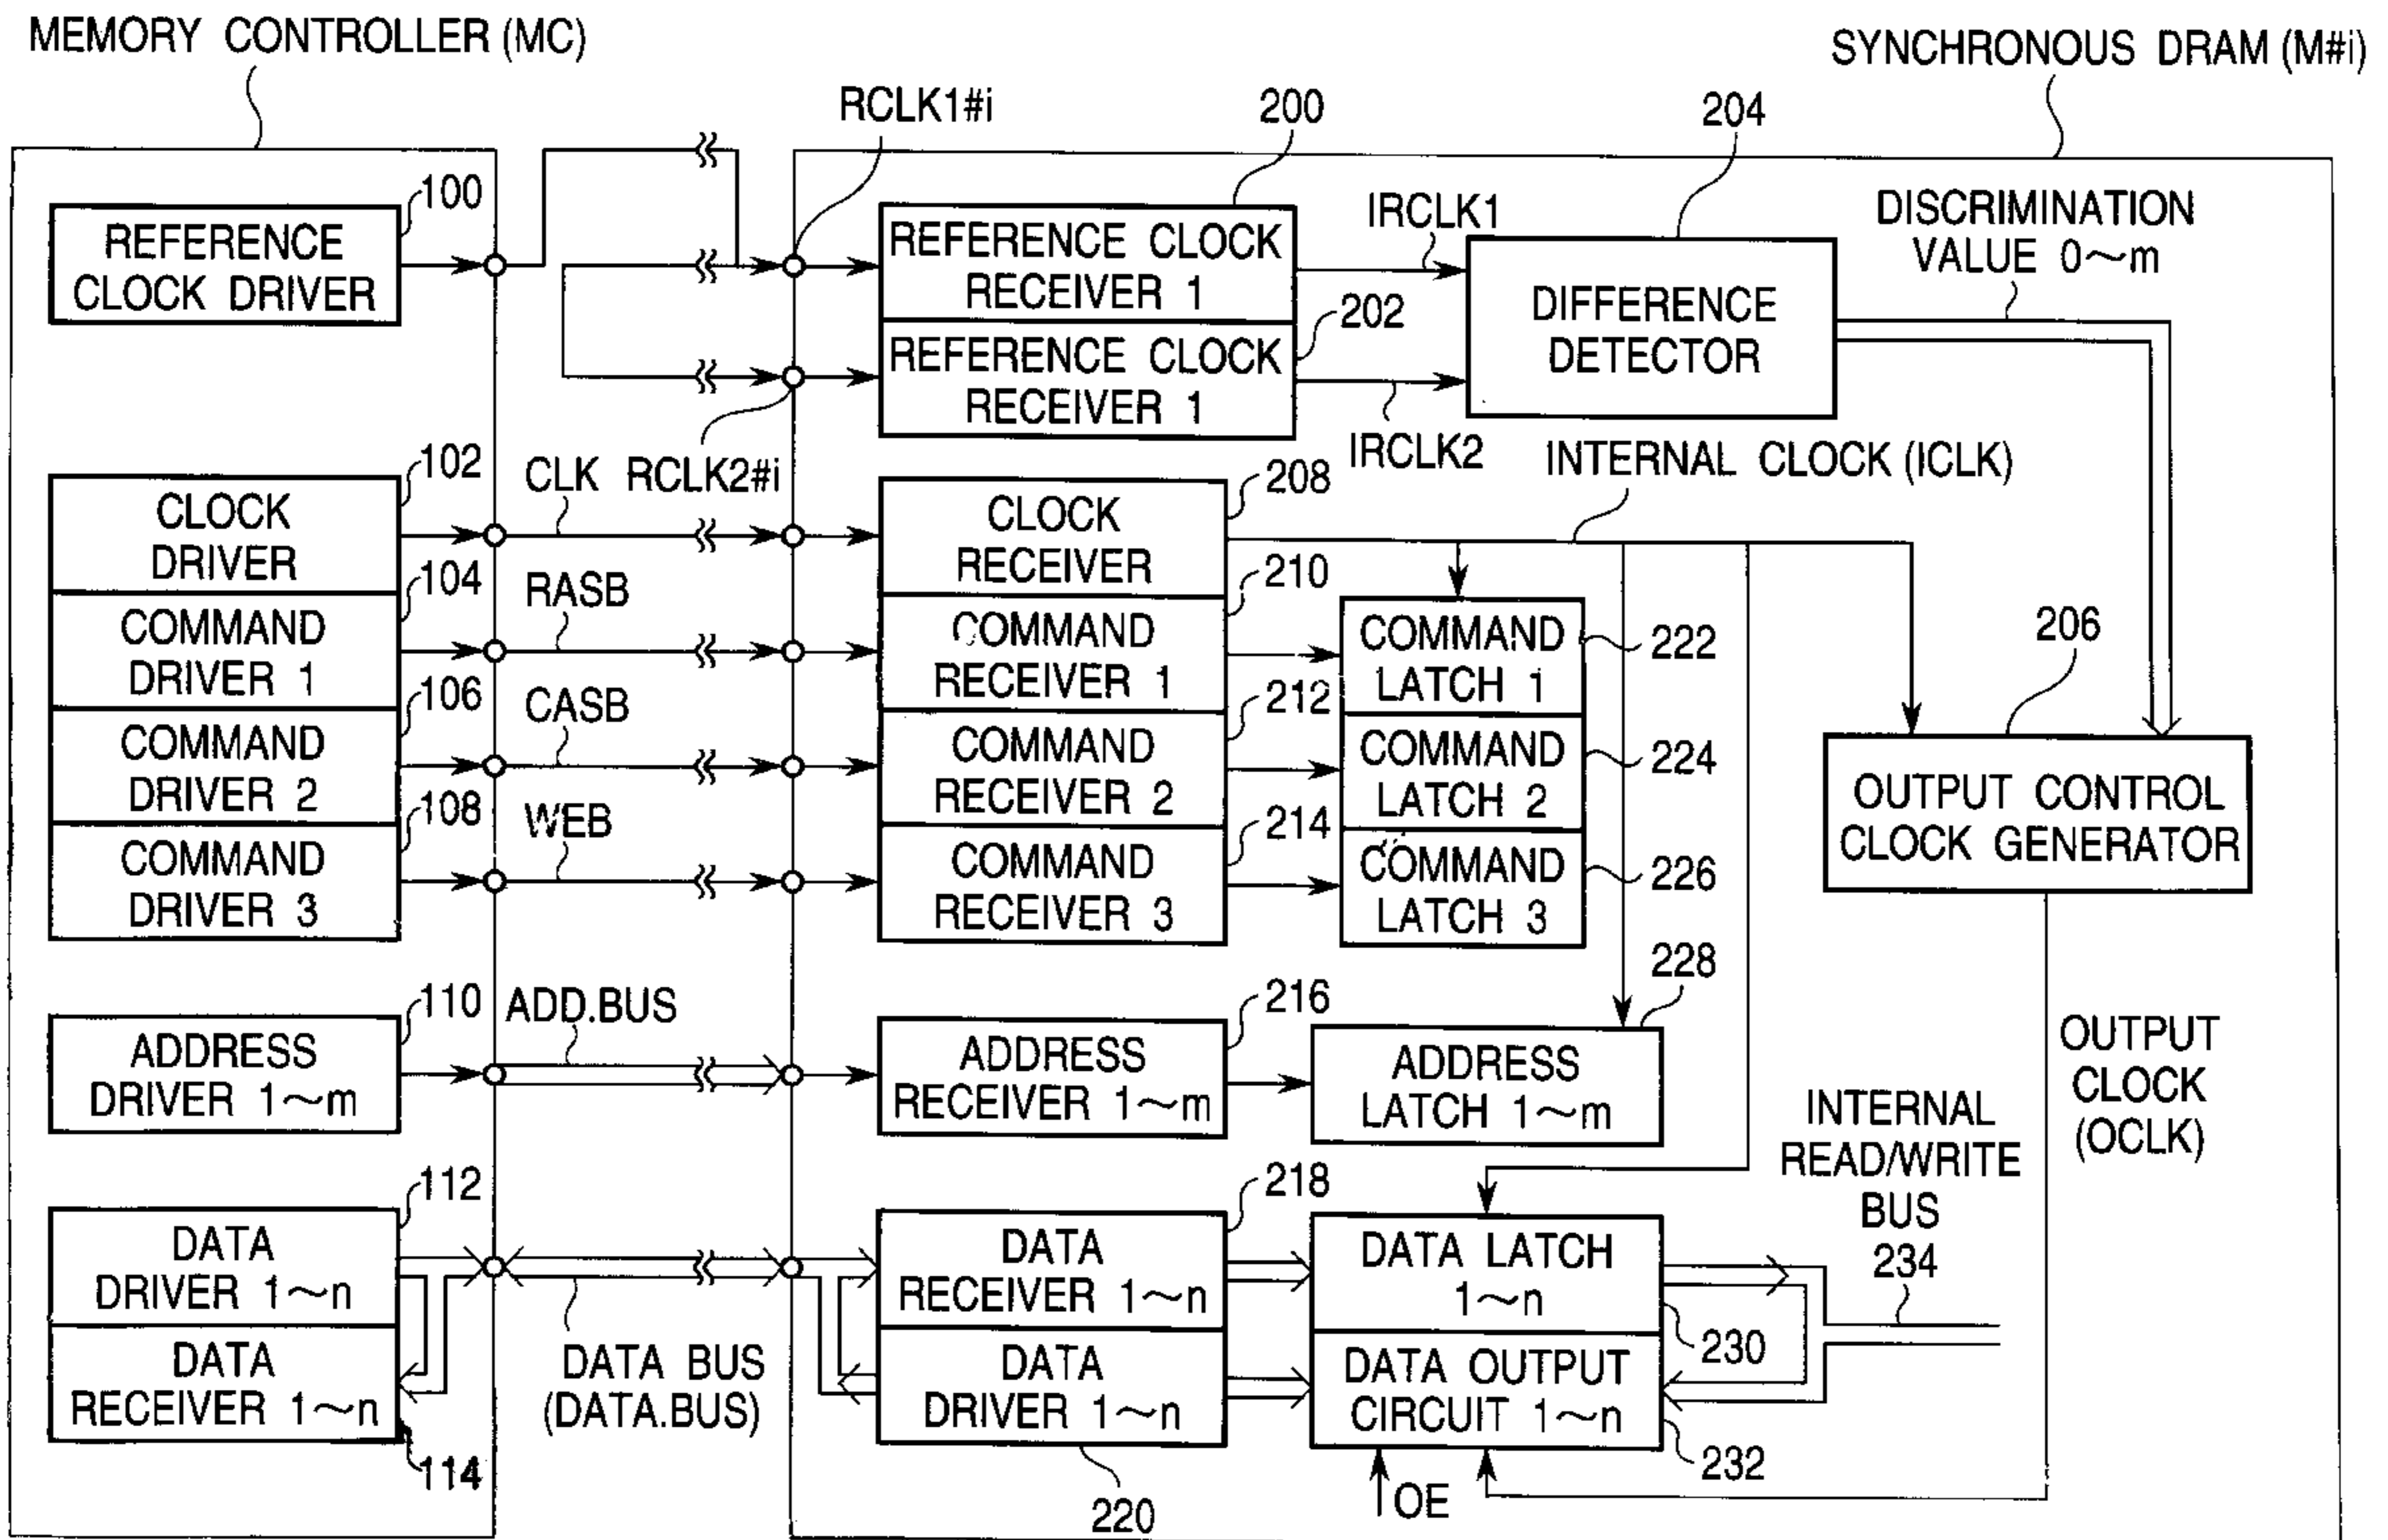 MEMORY CONTROLLER (MC)
SYNCHRONOUS DRAM (M#i)
RCLK1#i
200
204
100
REFERENCE
CLOCK DRIVER
REFERENCE CLOCK
RECEIVER 1
IRCLK1
202
REFERENCE CLOCK
RECEIVER 1
IRCLK2
DIFFERENCE
DETECTOR
DISCRIMINATION
VALUE 0~m
102
CLOCK
DRIVER
CLK
RCLK2#i
208
CLOCK
RECEIVER
INTERNAL CLOCK (ICLK)
104
COMMAND
DRIVER 1
RASB
210
COMMAND
RECEIVER 1
COMMAND
LATCH 1
222
206
106
COMMAND
DRIVER 2
CASB
212
COMMAND
RECEIVER 2
COMMAND
LATCH 2
224
OUTPUT CONTROL
CLOCK GENERATOR
108
COMMAND
DRIVER 3
WEB
214
COMMAND
RECEIVER 3
COMMAND
LATCH 3
226
110
ADDRESS
DRIVER 1~m
ADD.BUS
216
ADDRESS
RECEIVER 1~m
228
ADDRESS
LATCH 1~m
OUTPUT
CLOCK
(OCLK)
INTERNAL
READ/WRITE
BUS
234
112
DATA
DRIVER 1~n
218
DATA
RECEIVER 1~n
DATA LATCH
1~n
230
DATA
RECEIVER 1~n
114
DATA BUS
(DATA.BUS)
DATA
DRIVER 1~n
220
DATA OUTPUT
CIRCUIT 1~n
232
OE